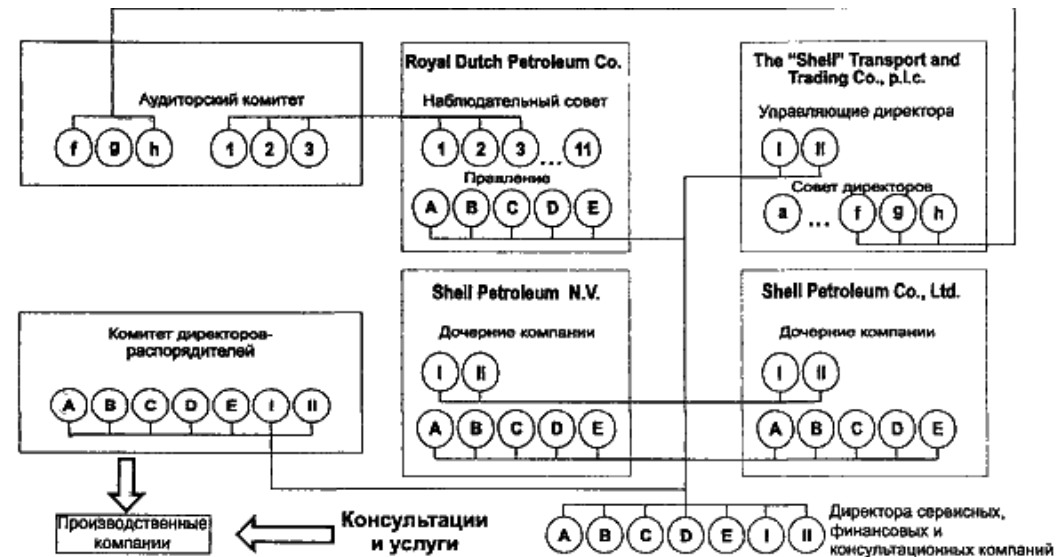 Аудиторский комитет
f g h 1 2 3
Royal Dutch Petroleum Co.
Наблюдательный совет
1 2 3 ... 11
Правление
A B C D E
The "Shell" Transport and
Trading Co., p.l.c.
Управляющие директора
I II
Совет директоров
a ... f g h
Комитет директоров-
распорядителей
A B C D E I II
Shell Petroleum N.V.
Дочерние компании
I II
A B C D E
Shell Petroleum Co., Ltd.
Дочерние компании
I II
A B C D E
Производственные
компании
Консультации
и услуги
A B C D E I II
Директора сервисных,
финансовых и
консультационных компаний